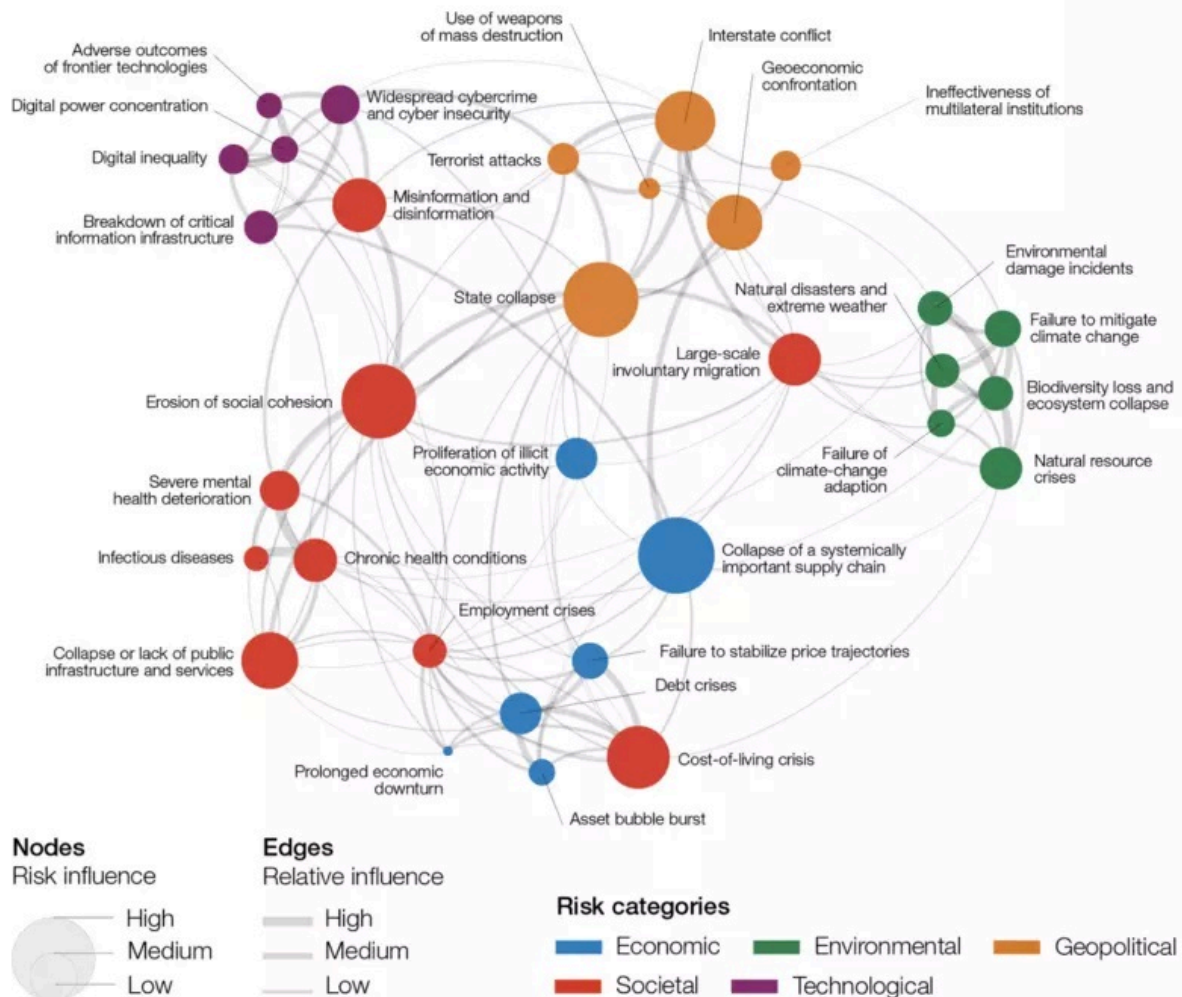 Use of weapons
of mass destruction
Interstate conflict
Adverse outcomes
of frontier technologies
Geoeconomic
confrontation
Digital power concentration
Widespread cybercrime
and cyber insecurity
Ineffectiveness of
multilateral institutions
Digital inequality
Terrorist attacks
Misinformation and
disinformation
Breakdown of critical
information infrastructure
Environmental
damage incidents
State collapse
Natural disasters and
extreme weather
Failure to mitigate
climate change
Large-scale
involuntary migration
Biodiversity loss and
ecosystem collapse
Erosion of social cohesion
Proliferation of illicit
economic activity
Failure of
climate-change
adaption
Natural resource
crises
Severe mental
health deterioration
Infectious diseases
Chronic health conditions
Collapse of a systemically
important supply chain
Employment crises
Collapse or lack of public
infrastructure and services
Failure to stabilize price trajectories
Debt crises
Cost-of-living crisis
Prolonged economic
downturn
Asset bubble burst
Nodes
Risk influence
High
Medium
Low
Edges
Relative influence
High
Medium
Low
Risk categories
Economic
Environmental
Geopolitical
Societal
Technological